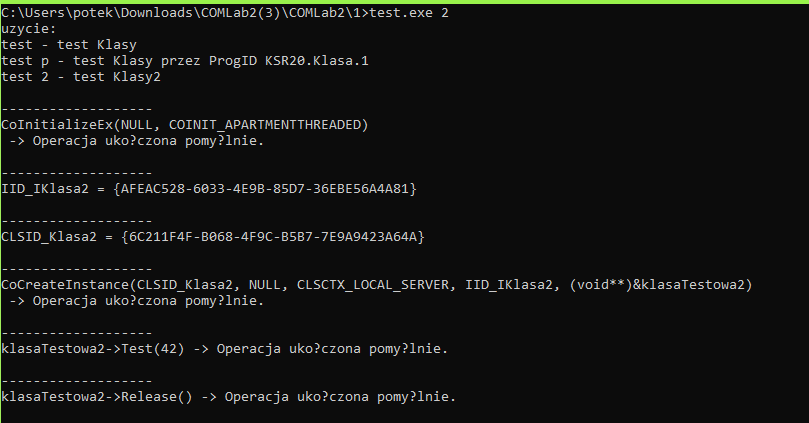 C:\Users\potek\Downloads\COMLab2(3)\COMLab2\1>test.exe 2
uzycie:
test - test Klasy
test p - test Klasy przez ProgID KSR20.Klasa.1
test 2 - test Klasy2
-------------------
CoInitializeEx(NULL, COINIT_APARTMENTTHREADED)
 -> Operacja uko?czona pomy?lnie.
-------------------
IID_IKlasa2 = {AFEAC528-6033-4E9B-85D7-36EBE56A4A81}
-------------------
CLSID_Klasa2 = {6C211F4F-B068-4F9C-B5B7-7E9A9423A64A}
-------------------
CoCreateInstance(CLSID_Klasa2, NULL, CLSCTX_LOCAL_SERVER, IID_IKlasa2, (void**)&klasaTestowa2)
 -> Operacja uko?czona pomy?lnie.
-------------------
klasaTestowa2->Test(42) -> Operacja uko?czona pomy?lnie.
-------------------
klasaTestowa2->Release() -> Operacja uko?czona pomy?lnie.